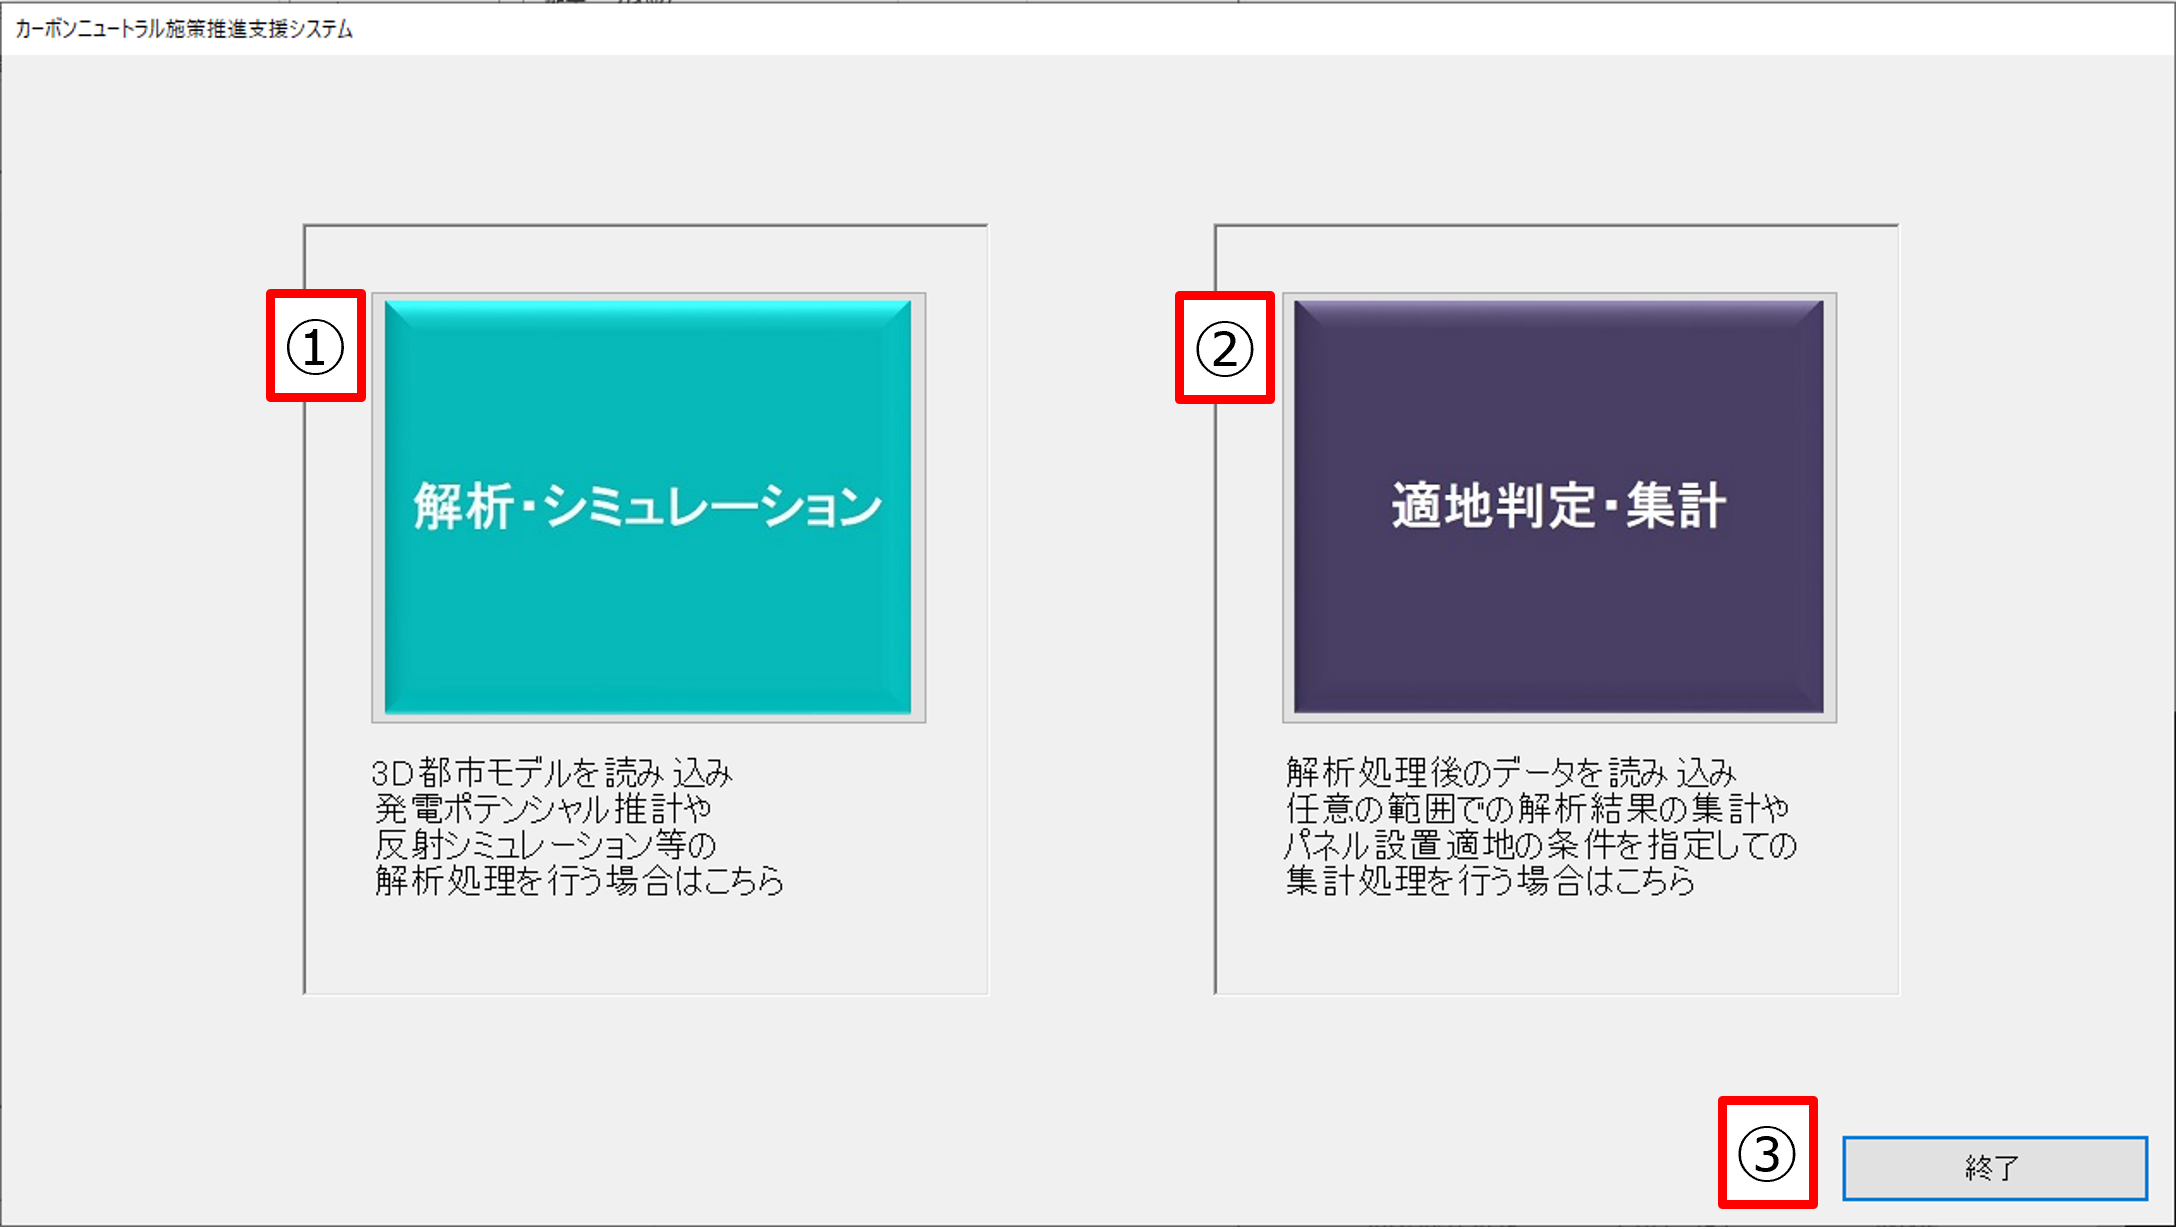 カーボンニュートラル施策推進支援システム
①
解析・シミュレーション
3D都市モデルを読み込み
発電ポテンシャル推計や
反射シミュレーション等の
解析処理を行う場合はこちら
②
適地判定・集計
解析処理後のデータを読み込み
任意の範囲での解析結果の集計や
パネル設置適地の条件を指定しての
集計処理を行う場合はこちら
③
終了